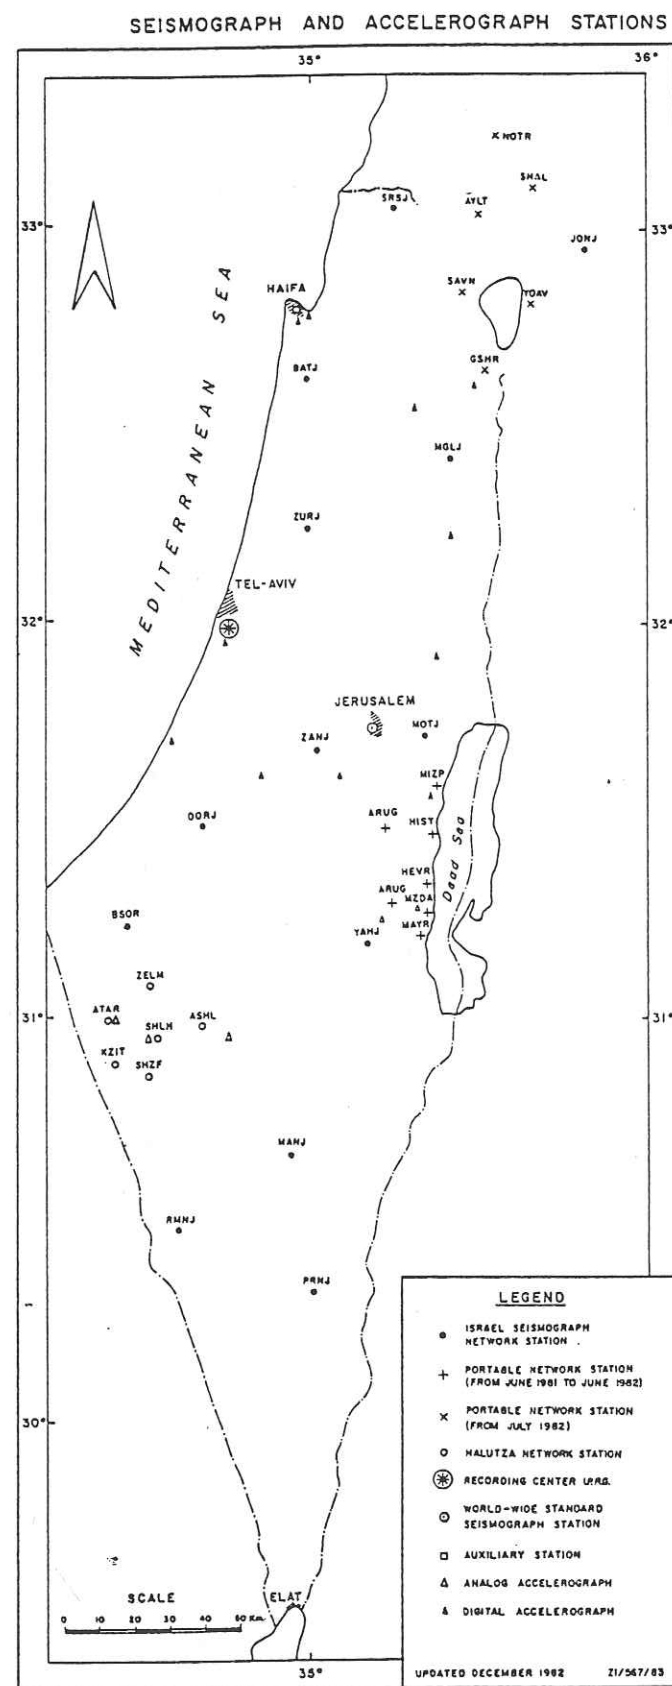 SEISMOGRAPH AND ACCELEROGRAPH STATIONS
35°
36°
NOTR
SHAL
AYLT
SRSJ
33°
33°
JONJ
SAVN
YOAV
HAIFA
GSHR
BATJ
MEDITERRANEAN SEA
MGLJ
ZURJ
TEL-AVIV
32°
32°
JERUSALEM
MOTJ
ZANJ
MIZP
ARUG
HIST
DORJ
Dead Sea
HEVR
ARUG
MZDA
BSOR
MAYR
YAHJ
ZELM
ATAR
ASHL
31°
31°
SHLH
KZIT
SHZF
MANJ
RMNJ
PRNJ
30°
LEGEND
ISRAEL SEISMOGRAPH
NETWORK STATION
PORTABLE NETWORK STATION
(FROM JUNE 1981 TO JUNE 1982)
PORTABLE NETWORK STATION
(FROM JULY 1982)
HALUTZA NETWORK STATION
RECORDING CENTER I.P.R.G.
WORLD-WIDE STANDARD
SEISMOGRAPH STATION
AUXILIARY STATION
ANALOG ACCELEROGRAPH
DIGITAL ACCELEROGRAPH
SCALE
0 10 20 30 40 50 Km.
ELAT
35°
UPDATED DECEMBER 1982 Z1/567/83